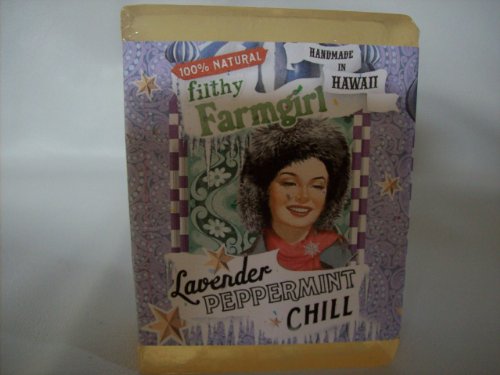 100% NATURAL
filthy
Farmgirl
HANDMADE
IN
HAWAII
Lavender
PEPPERMINT
CHILL